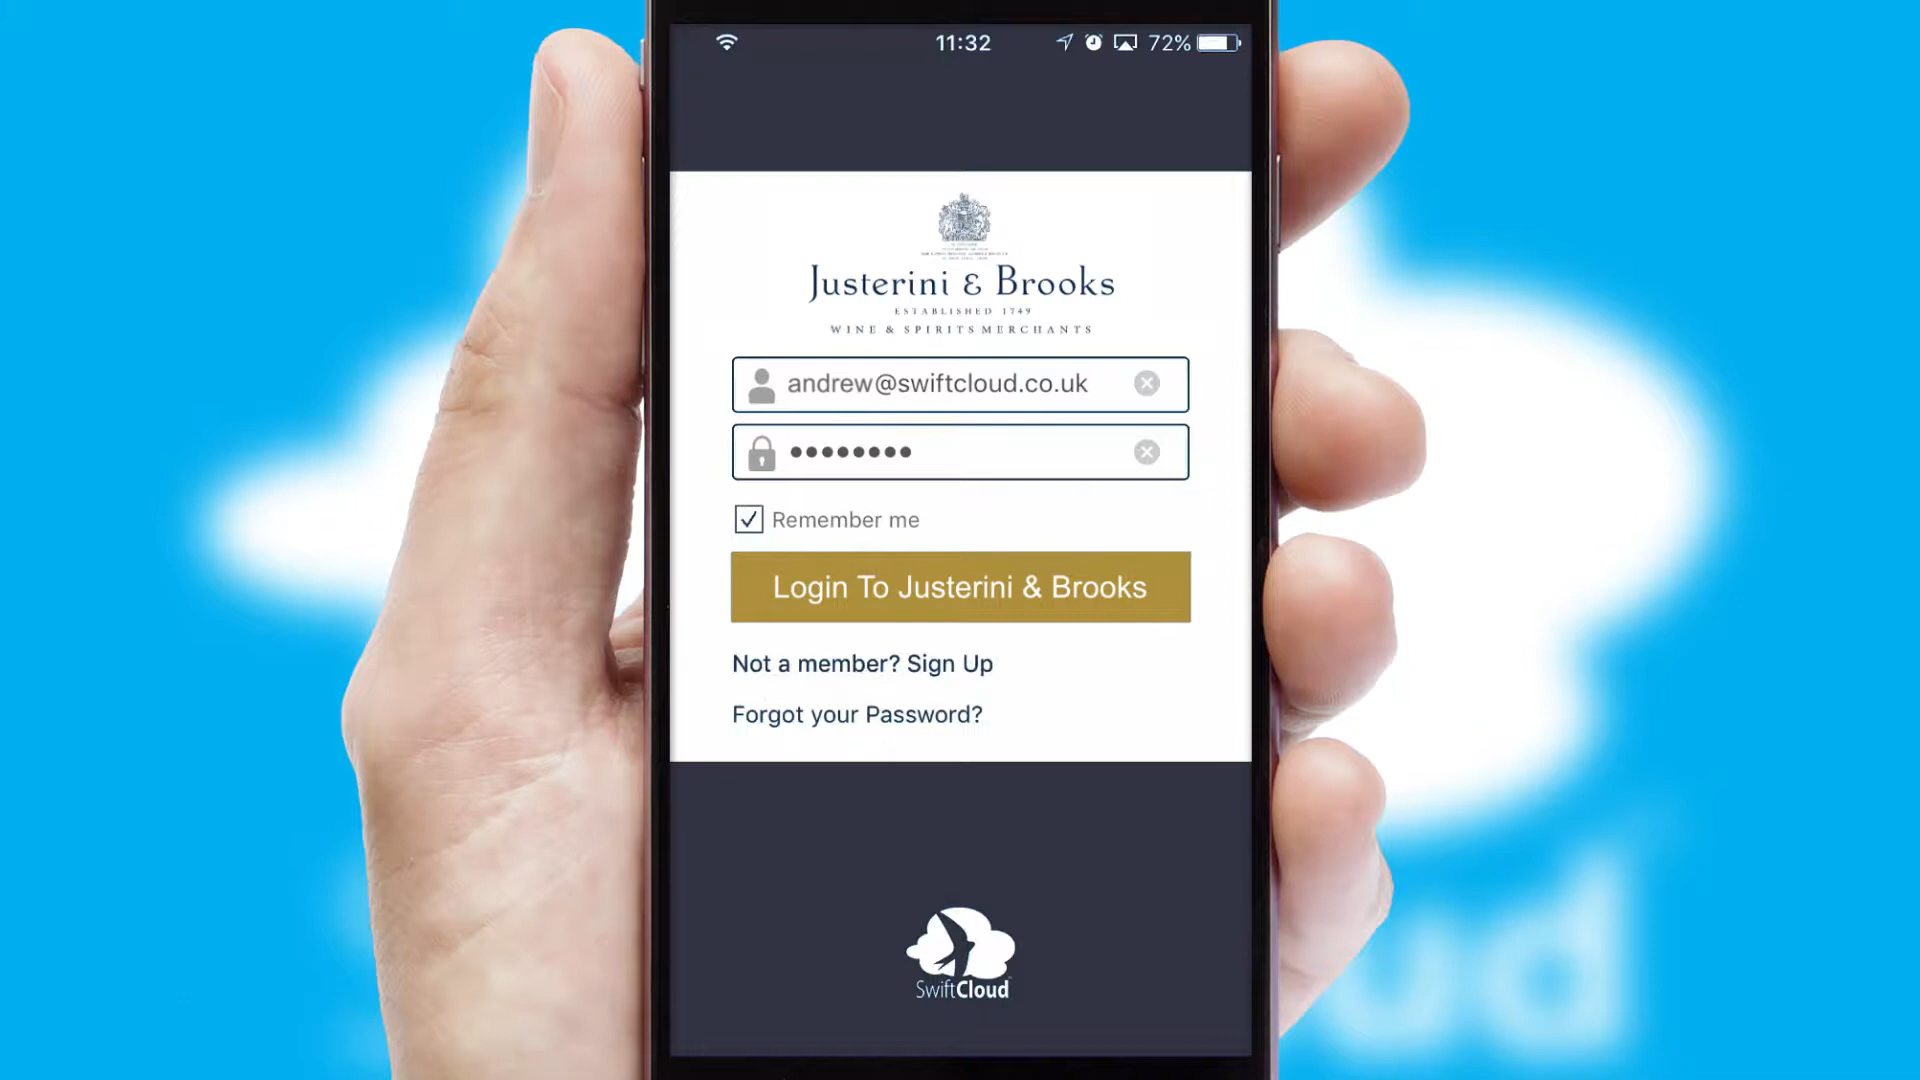 11:32
72%
Justerini & Brooks
ESTABLISHED 1749
WINE & SPIRITS MERCHANTS
andrew@swiftcloud.co.uk
Remember me
Login To Justerini & Brooks
Not a member? Sign Up
Forgot your Password?
SwiftCloud
ud